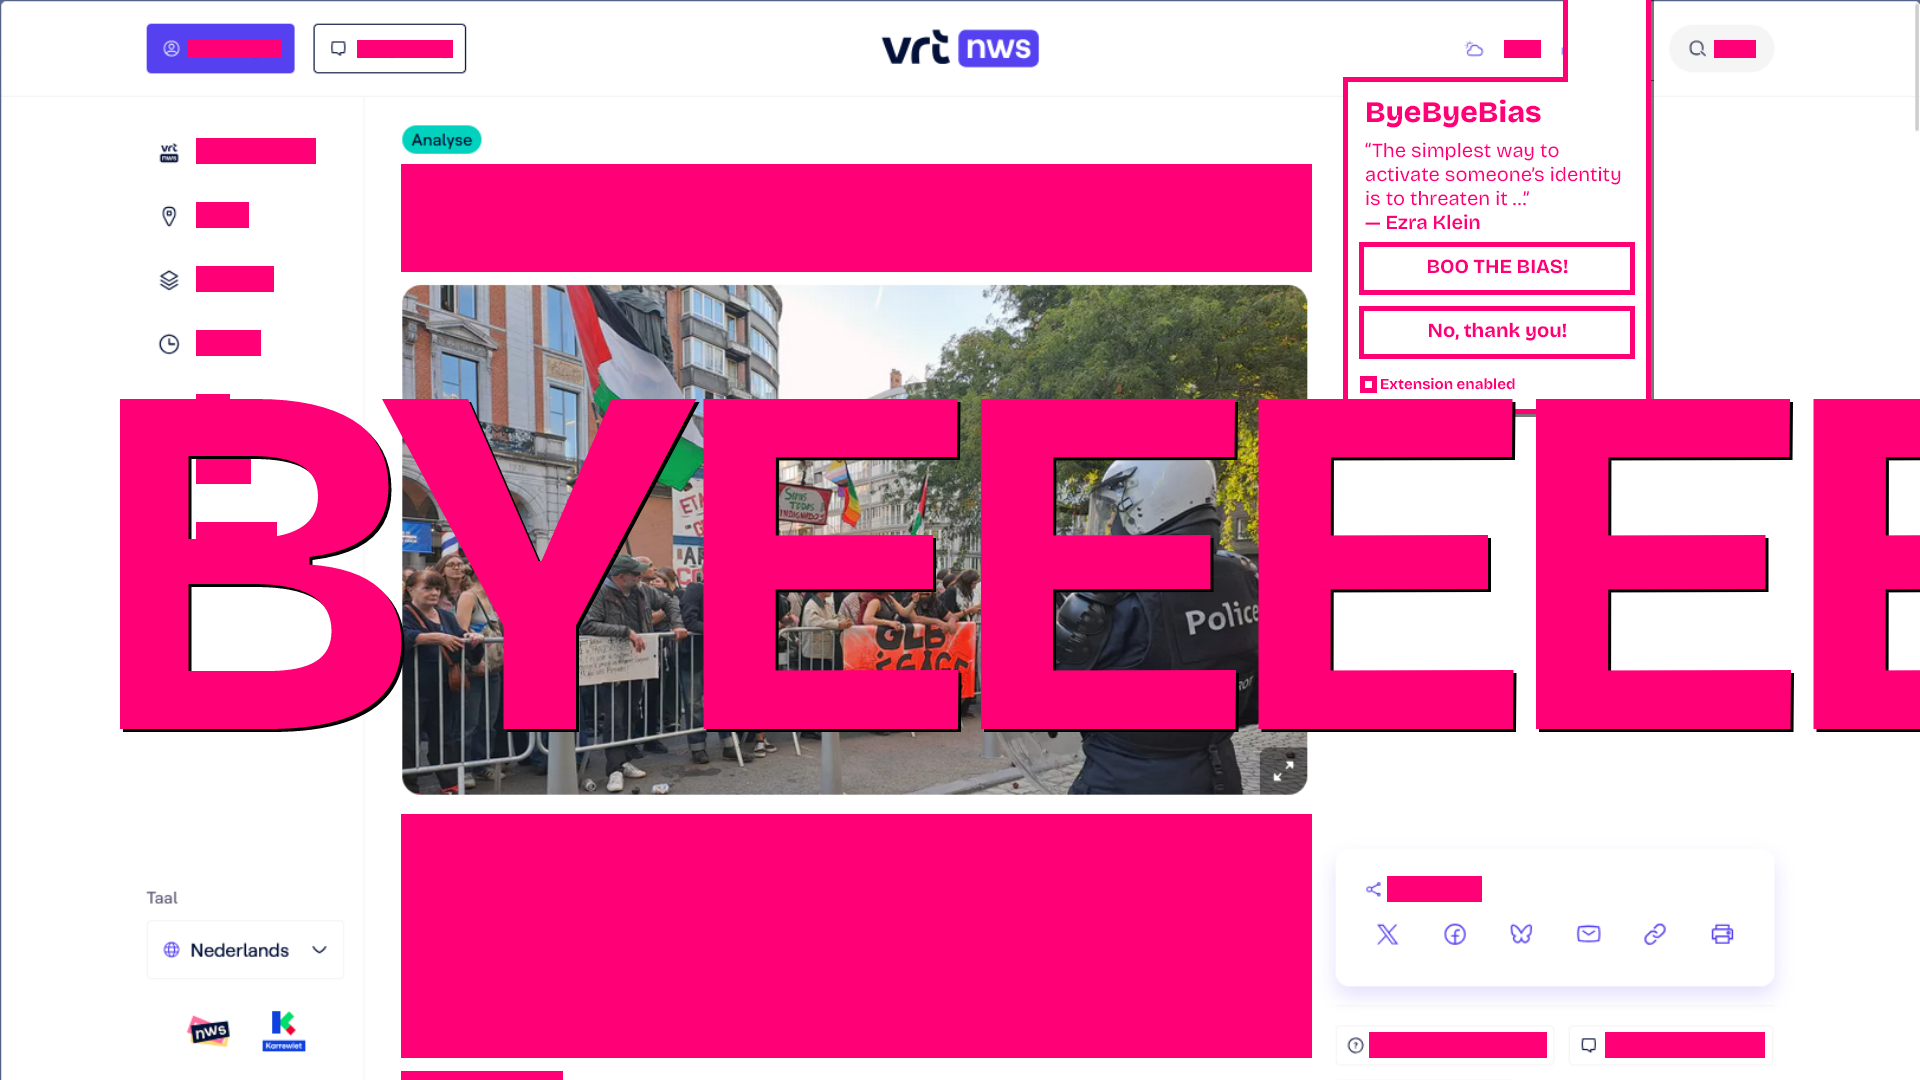 vrt nws
Analyse
ByeByeBias
“The simplest way to
activate someone’s identity
is to threaten it ...”
— Ezra Klein
BOO THE BIAS!
No, thank you!
Extension enabled
BYEEEEE
Police
Taal
Nederlands
nws
Karrewiet